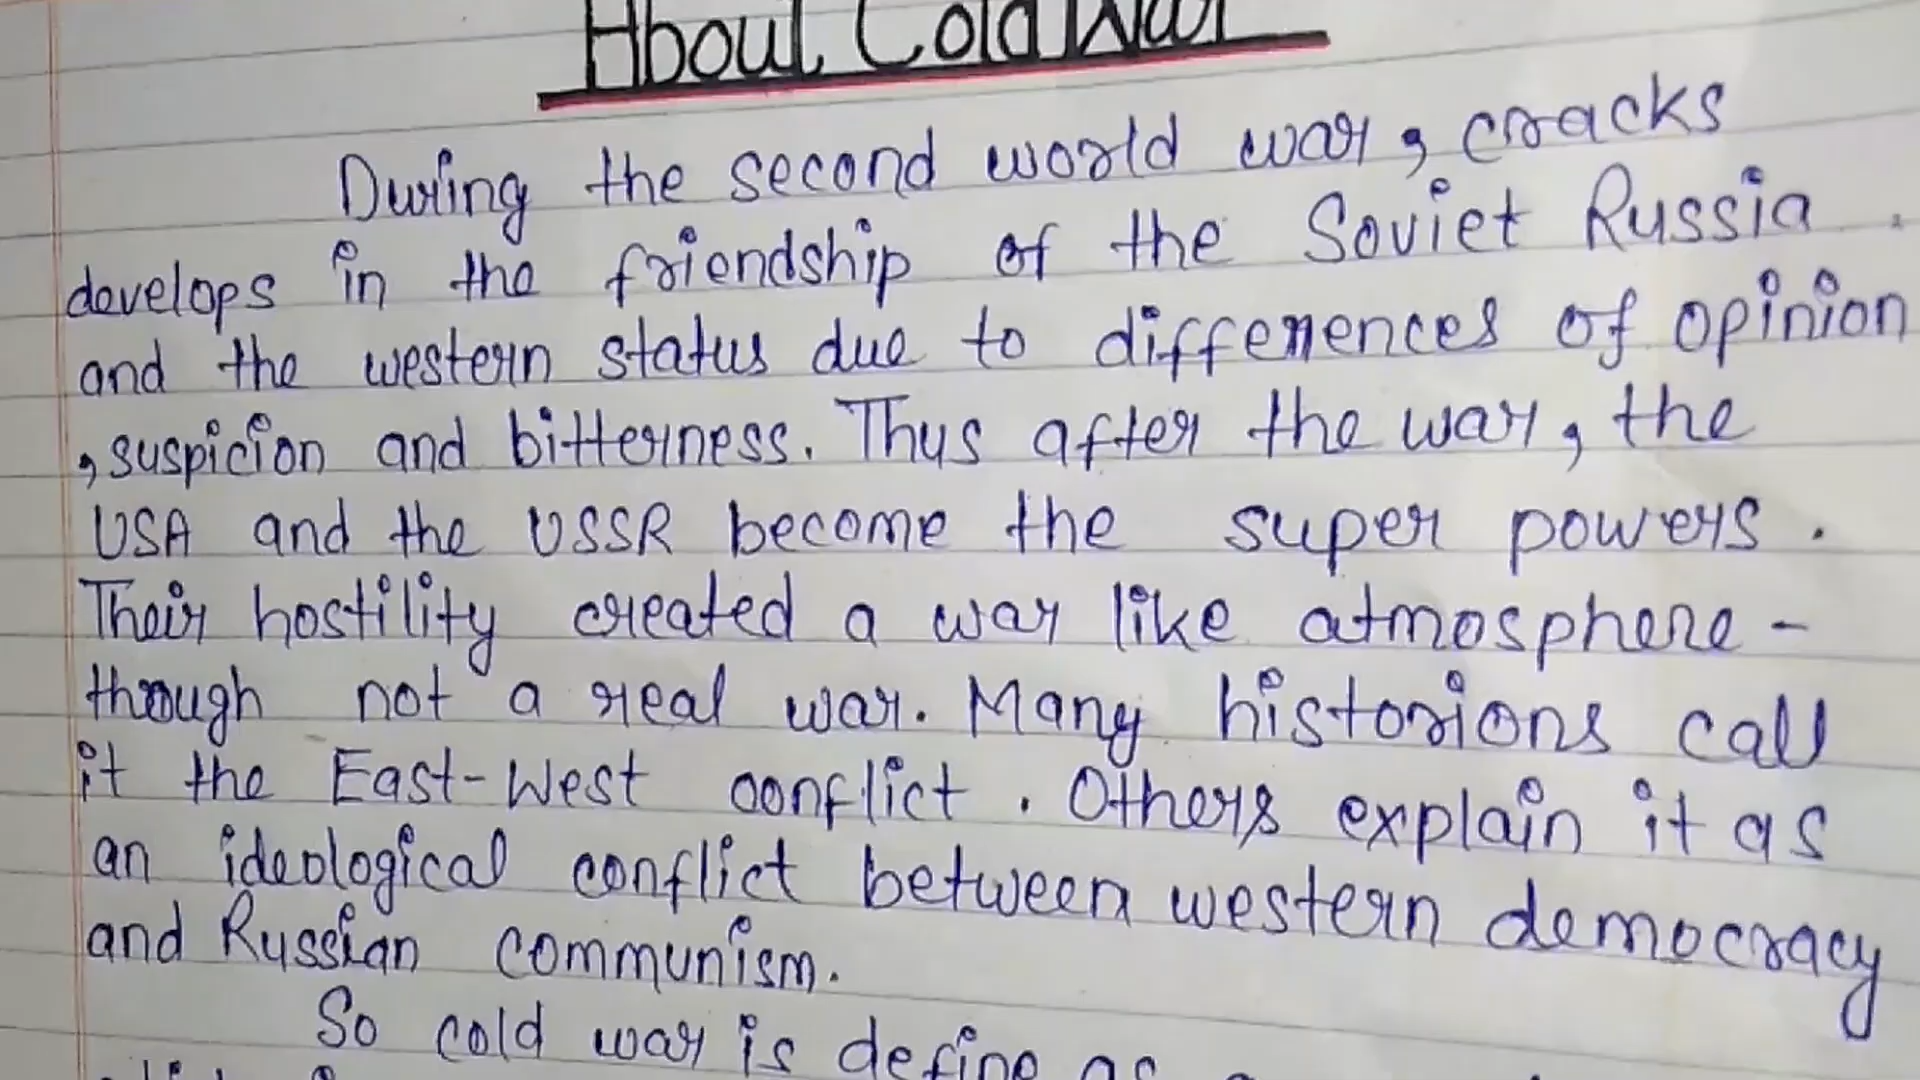 About Cold War
During the second world war, cracks
develops in the friendship of the Soviet Russia
and the western status due to differences of opinion
, suspicion and bitterness. Thus after the war, the
USA and the USSR become the super powers.
Their hostility created a war like atmosphere -
through not a real war. Many historions call
it the East-West conflict. Others explain it as
an ideological conflict between western democracy
and Russian communism.
So cold war is define as a